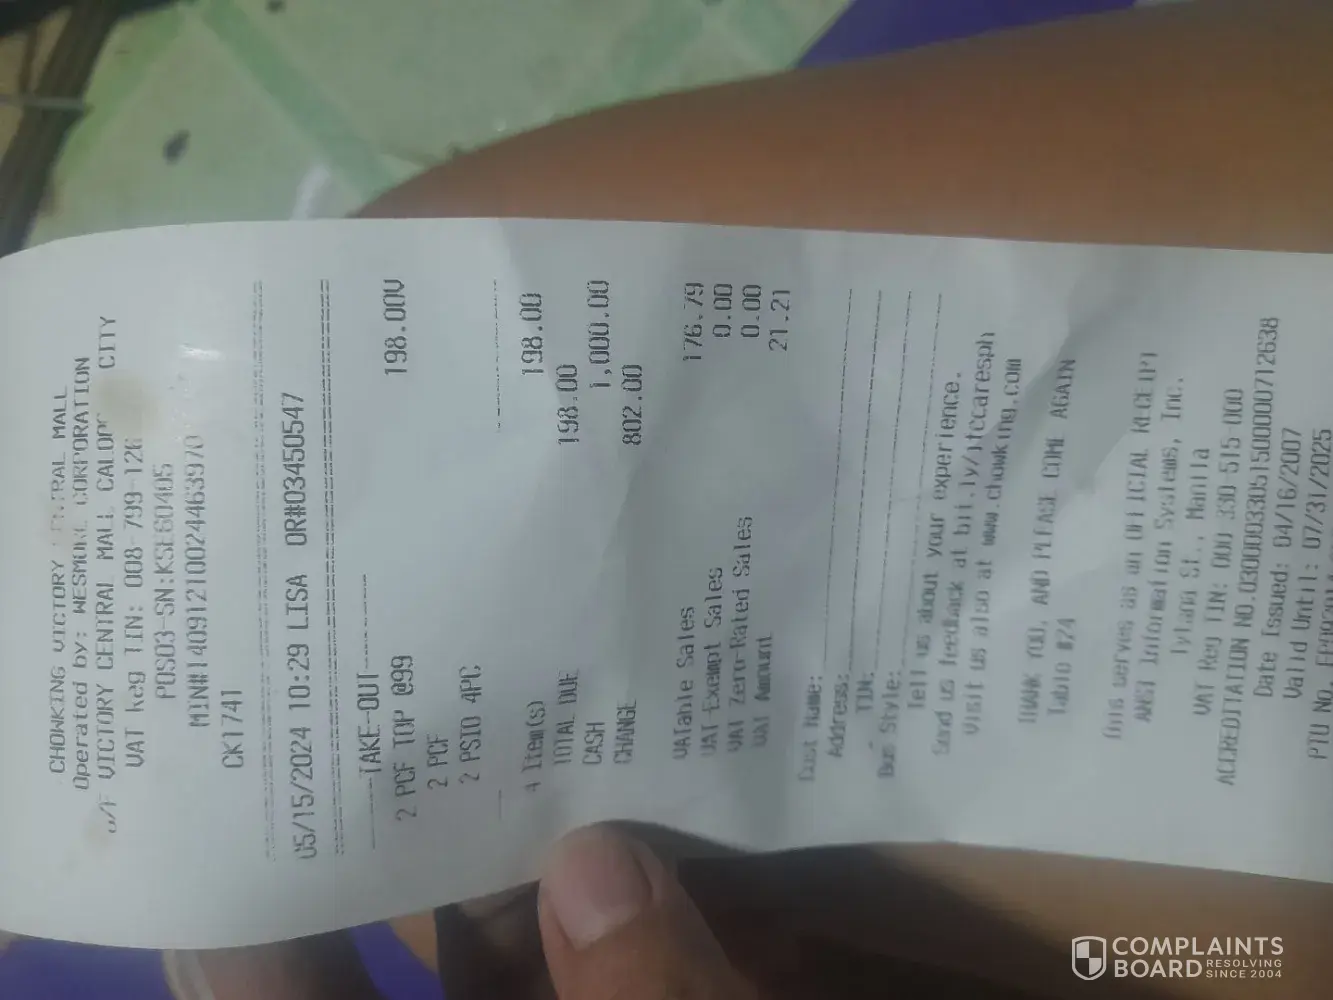 CHOWKING VICTORY MALL
Operated by: CORPORATION
VICTORY CENTRAL MALL CITY
VAT Reg TIN: 008-799-126
POS03-SN:KSE60405
MIN#14091210024463970
CK1741
05/15/2024 10:29 LISA OR#03450547
TAKE-OUT
2 PCF TOP @99 198.00V
2 PCF
2 PSIO 4PC
4 Item(s) 198.00
TOTAL DUE 198.00
CASH 1,000.00
CHANGE 802.00
VATable Sales 176.79
VAT-Exempt Sales 0.00
VAT Zero-Rated Sales 0.00
VAT Amount 21.21
Cust Name:
Address:
TIN:
Bus Style:
Tell us about your experience.
Send us feedback at bit.ly/jfccaresph
Visit us also at www.chowking.com
THANK YOU, AND PLEASE COME AGAIN
Table #24
This serves as an OFFICIAL RECEIPT
Information Systems, Inc.
St., Manila
VAT Reg TIN: 000 330 515 000
ACCREDITATION NO.0300003305150000712638
Date Issued: 04/16/2007
Valid Until: 07/31/2025
PTU No.
COMPLAINTS
BOARD RESOLVING SINCE 2004